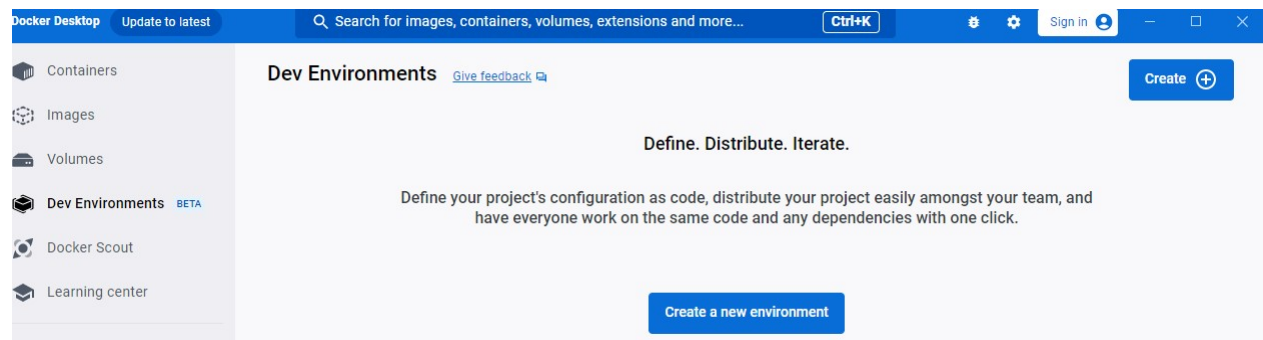 Docker Desktop Update to latest Search for images, containers, volumes, extensions and more... Ctrl+K Sign in
Containers
Images
Volumes
Dev Environments BETA
Docker Scout
Learning center
Dev Environments Give feedback
Create
Define. Distribute. Iterate.
Define your project's configuration as code, distribute your project easily amongst your team, and
have everyone work on the same code and any dependencies with one click.
Create a new environment